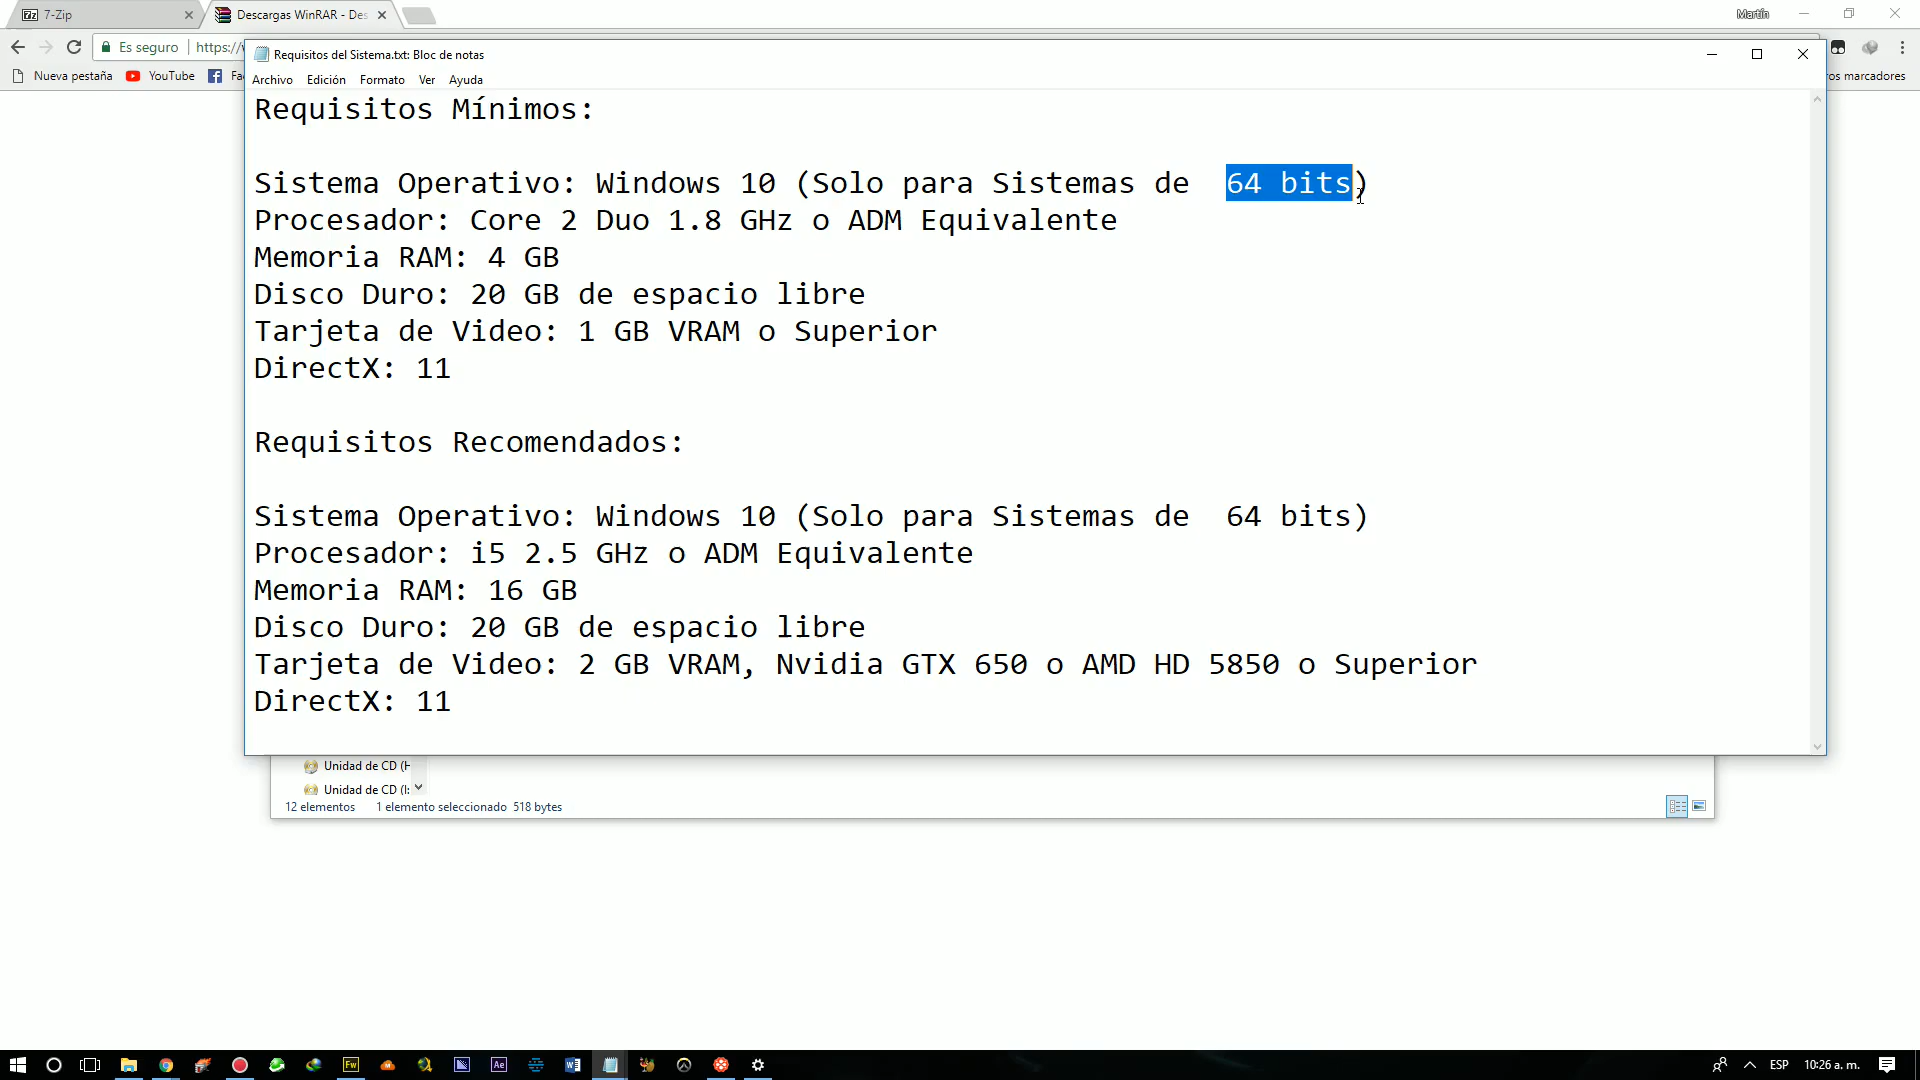 7-Zip
Descargas WinRAR - Des
Martín
Es seguro
https://
Nueva pestaña
YouTube
os marcadores
Requisitos del Sistema.txt: Bloc de notas
Archivo Edición Formato Ver Ayuda
Requisitos Mínimos:
Sistema Operativo: Windows 10 (Solo para Sistemas de  64 bits)
Procesador: Core 2 Duo 1.8 GHz o ADM Equivalente
Memoria RAM: 4 GB
Disco Duro: 20 GB de espacio libre
Tarjeta de Video: 1 GB VRAM o Superior
DirectX: 11
Requisitos Recomendados:
Sistema Operativo: Windows 10 (Solo para Sistemas de  64 bits)
Procesador: i5 2.5 GHz o ADM Equivalente
Memoria RAM: 16 GB
Disco Duro: 20 GB de espacio libre
Tarjeta de Video: 2 GB VRAM, Nvidia GTX 650 o AMD HD 5850 o Superior
DirectX: 11
Unidad de CD (H
Unidad de CD (I:
12 elementos 1 elemento seleccionado 518 bytes
Fw
Ae
ESP 10:26 a. m.